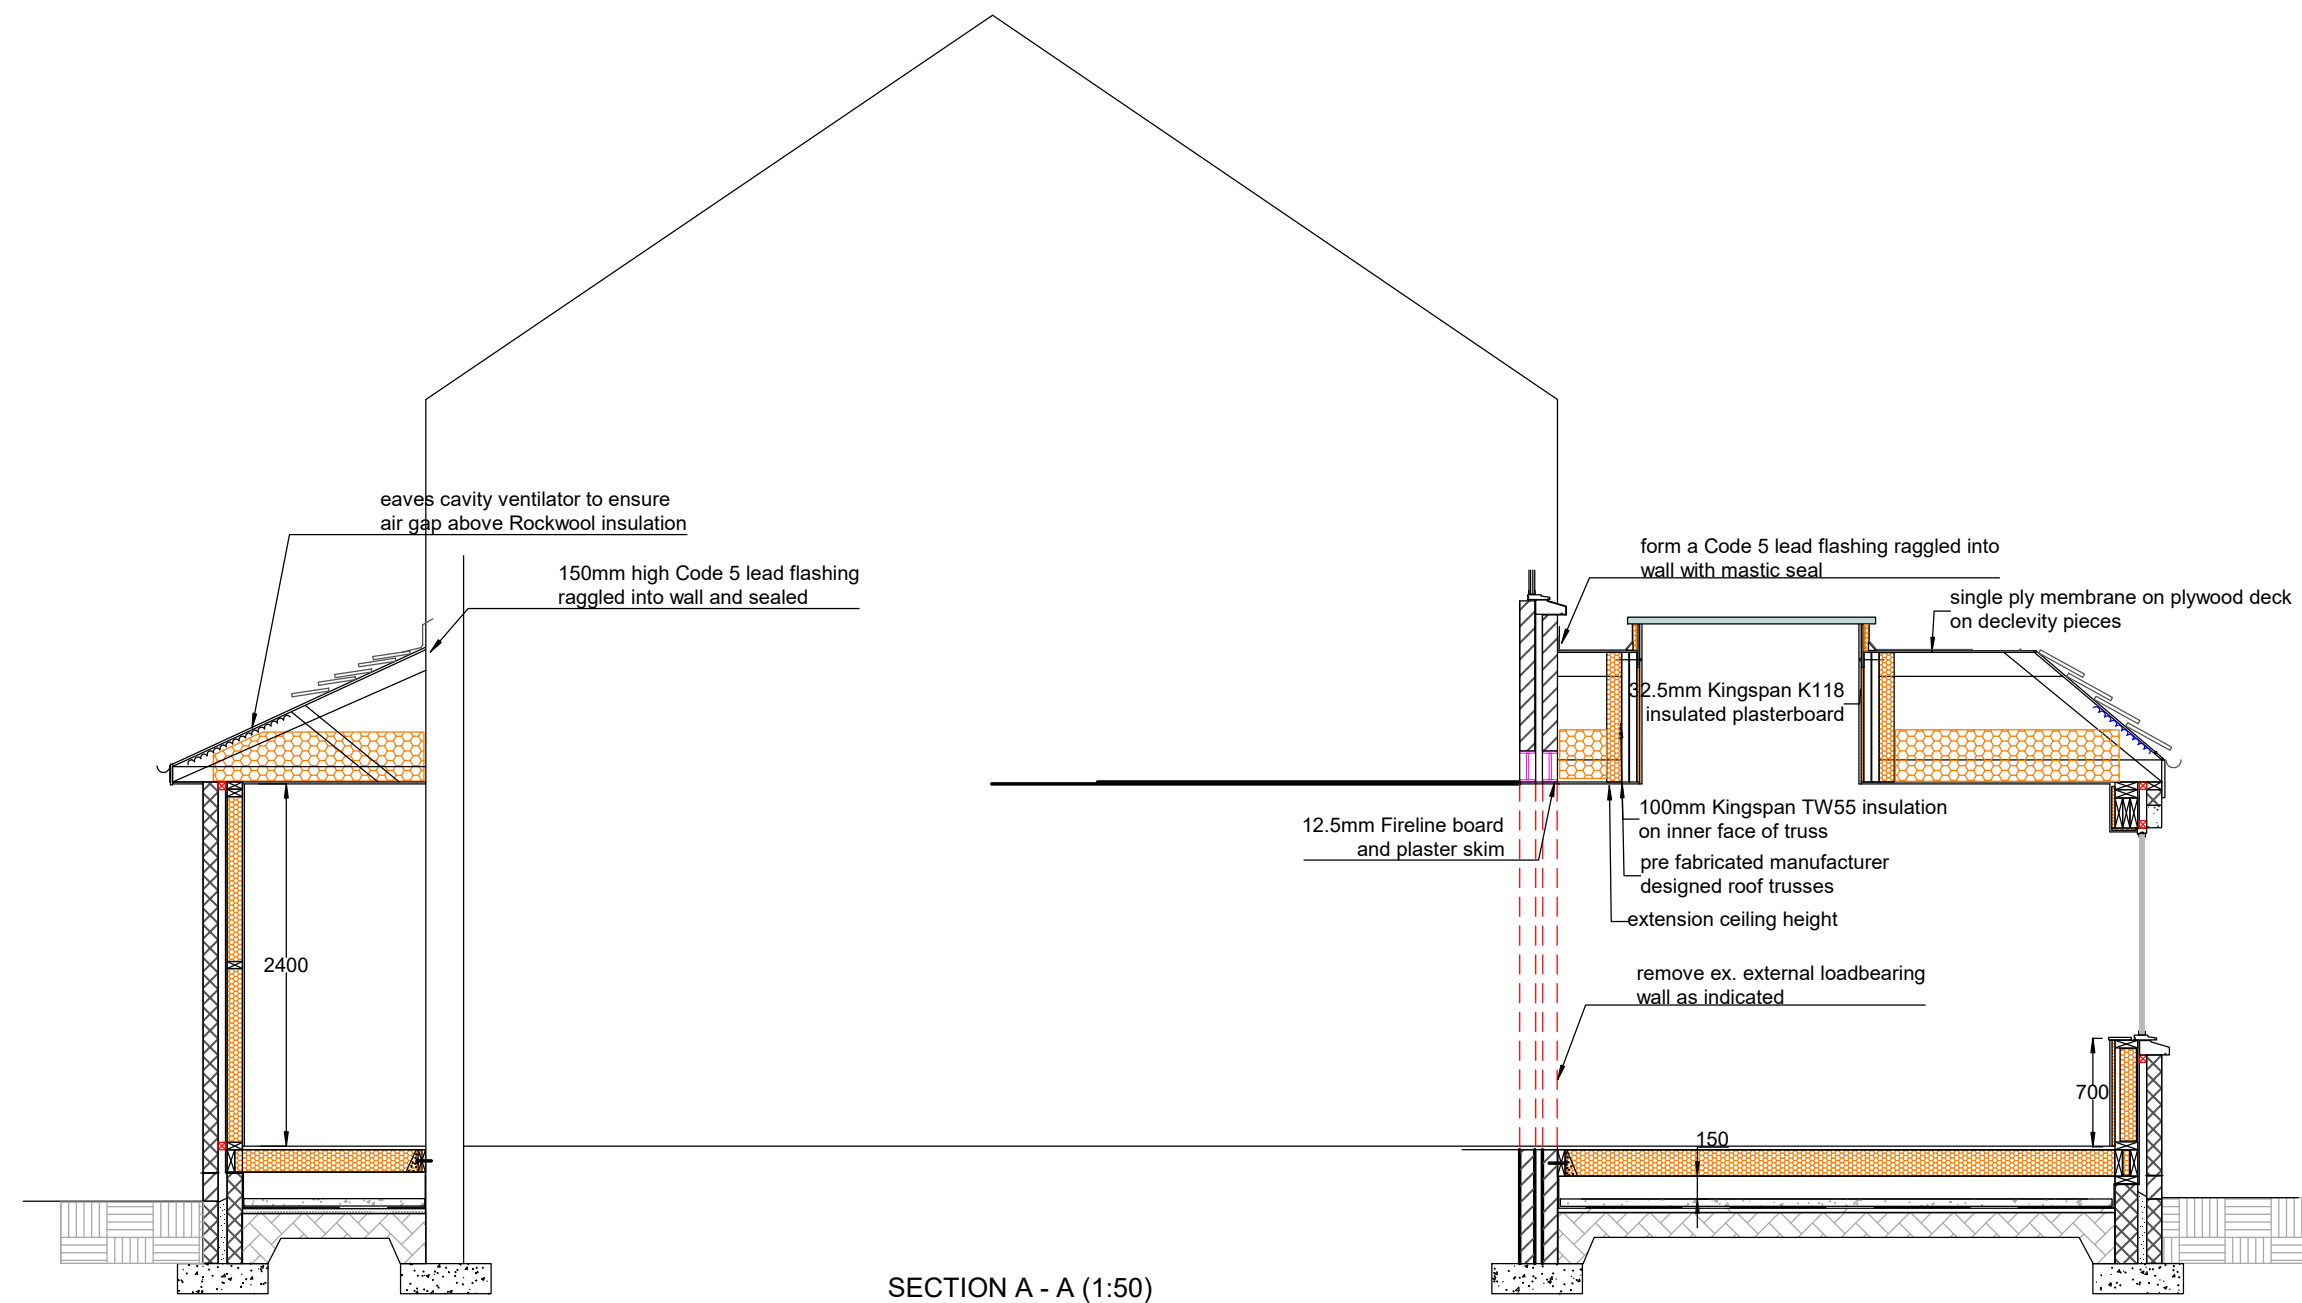 eaves cavity ventilator to ensure
air gap above Rockwool insulation
150mm high Code 5 lead flashing
raggled into wall and sealed
form a Code 5 lead flashing raggled into
wall with mastic seal
single ply membrane on plywood deck
on declevity pieces
32.5mm Kingspan K118
insulated plasterboard
100mm Kingspan TW55 insulation
on inner face of truss
12.5mm Fireline board
and plaster skim
pre fabricated manufacturer
designed roof trusses
extension ceiling height
2400
remove ex. external loadbearing
wall as indicated
700
150
SECTION A - A (1:50)